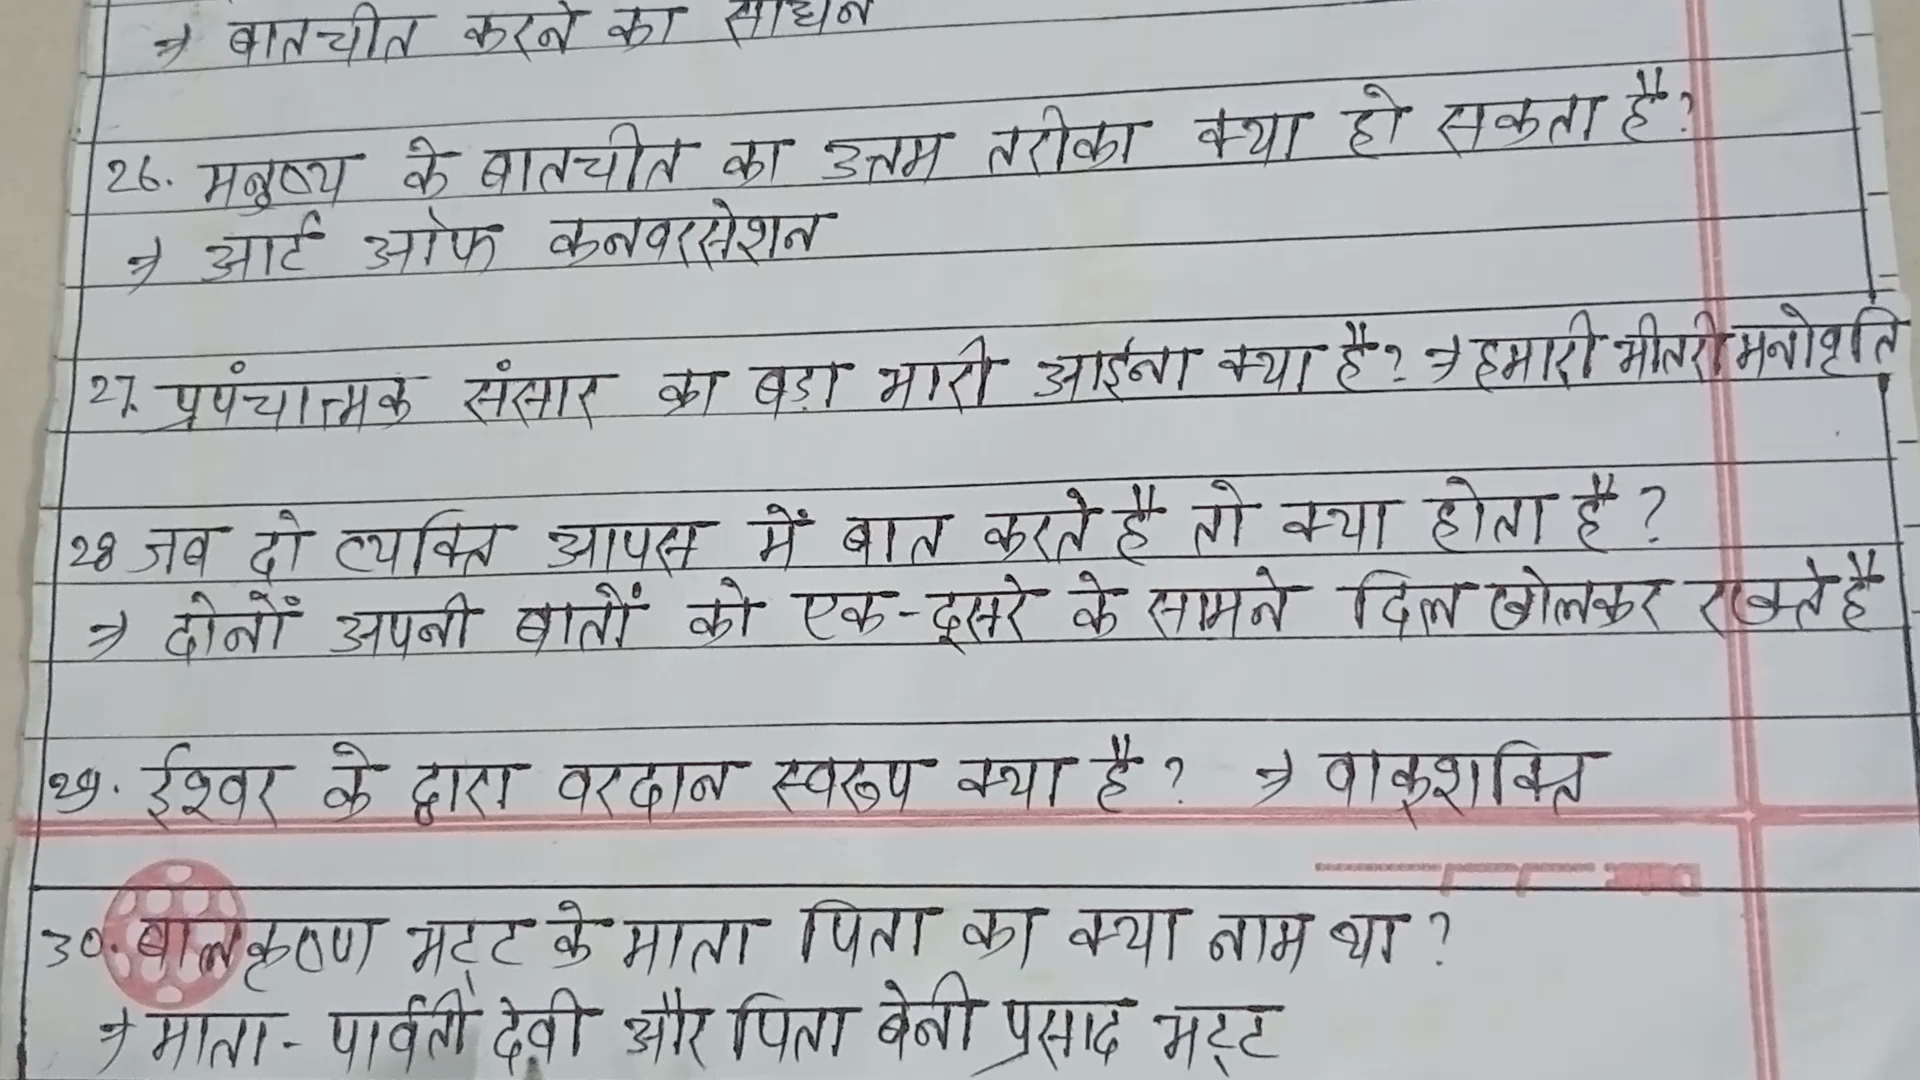 → बातचीत करने का साधन
26. मनुष्य के बातचीत का उत्तम तरीका क्या हो सकता है?
→ आर्ट ऑफ कनवरसेशन
27. प्रपंचात्मक संसार का बड़ा भारी आईना क्या है? → हमारी भीतरी मनोवृति
28 जब दो व्यक्ति आपस में बात करते है तो क्या होता है?
→ दोनों अपनी बातों को एक-दूसरे के सामने दिल खोलकर रखते है
29. ईश्वर के द्वारा वरदान स्वरूप क्या है? → वाक्शक्ति
30. बालकृष्ण भट्ट के माता पिता का क्या नाम था?
→ माता - पार्वती देवी और पिता बेनी प्रसाद भट्ट